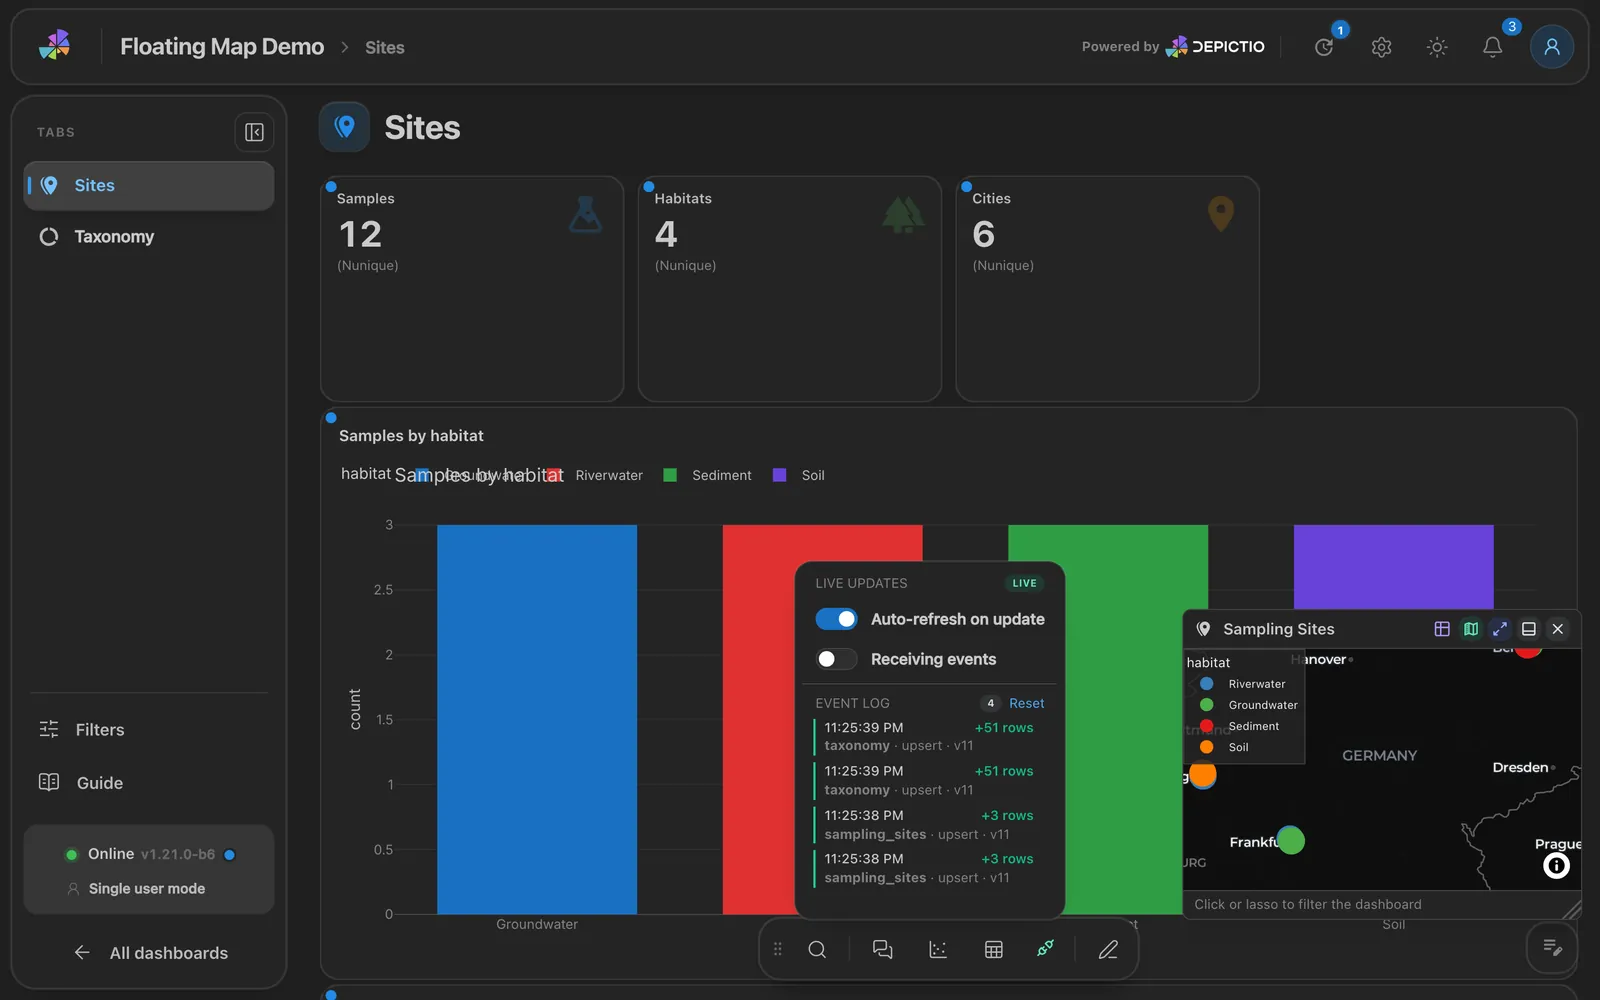 Floating Map Demo > Sites
Powered by DEPICTIO
1
3
TABS
Sites
Taxonomy
Filters
Guide
Online v1.21.0-b6
Single user mode
All dashboards
Sites
Samples
12
(Nunique)
Habitats
4
(Nunique)
Cities
6
(Nunique)
Samples by habitat
habitat
Samples by habitat
Groundwater
Riverwater
Sediment
Soil
3
2.5
2
1.5
1
0.5
0
count
Groundwater
Soil
LIVE UPDATES
LIVE
Auto-refresh on update
Receiving events
EVENT LOG
4
Reset
11:25:39 PM +51 rows
taxonomy · upsert · v11
11:25:39 PM +51 rows
taxonomy · upsert · v11
11:25:38 PM +3 rows
sampling_sites · upsert · v11
11:25:38 PM +3 rows
sampling_sites · upsert · v11
Sampling Sites
habitat
Riverwater
Groundwater
Sediment
Soil
Hanover
GERMANY
Dresden
Prague
Click or lasso to filter the dashboard